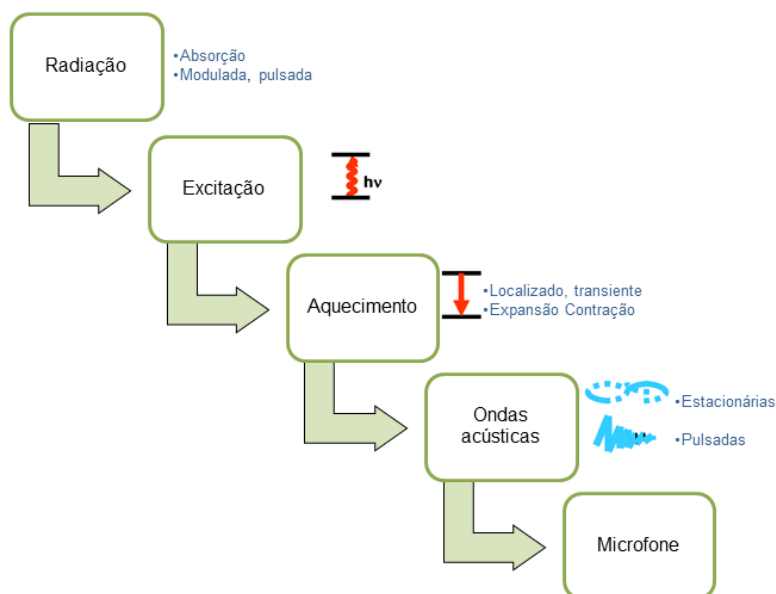 Radiação
•Absorção
•Modulada, pulsada
Excitação
hν
Aquecimento
•Localizado, transiente
•Expansão Contração
Ondas
acústicas
•Estacionárias
•Pulsadas
Microfone